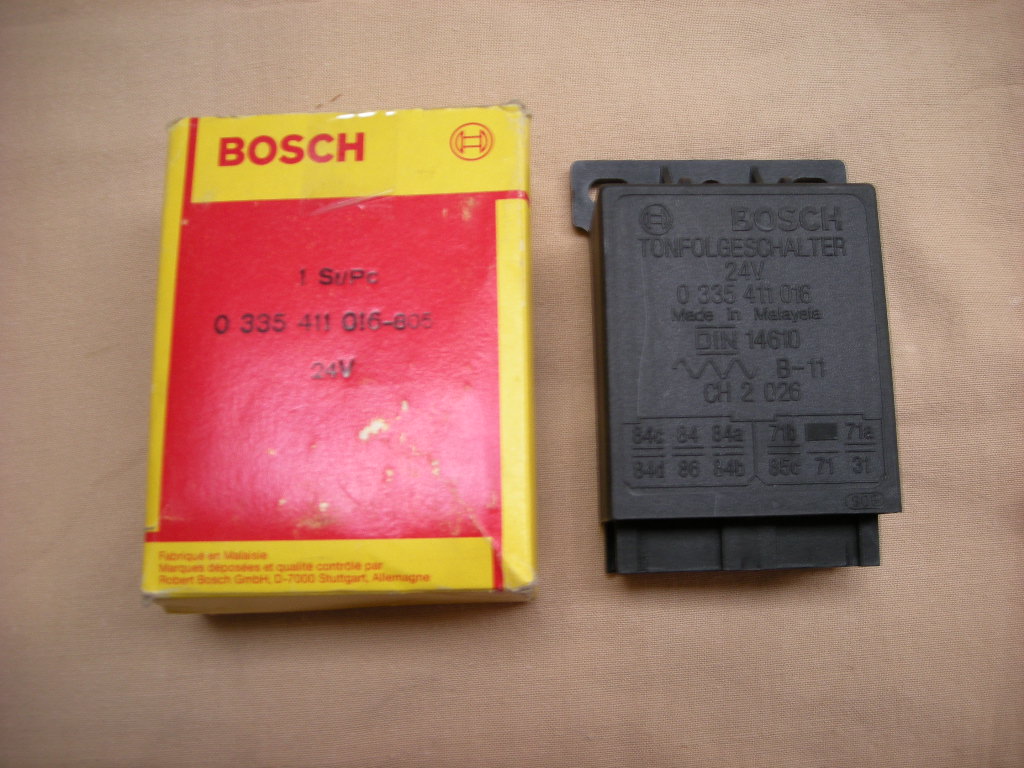 BOSCH
1 St/Pc
0 335 411 016-805
24V
Fabriqué en Malaisie
Marques déposées et qualité contrôlé par
Robert Bosch GmbH, D-7000 Stuttgart, Allemagne
BOSCH
TONFOLGESCHALTER
24V
0 335 411 016
Made in Malaysia
DIN 14610
B-11
CH 2 026
84c 84 84a 71b 71a
84d 86 84b 85c 71 31